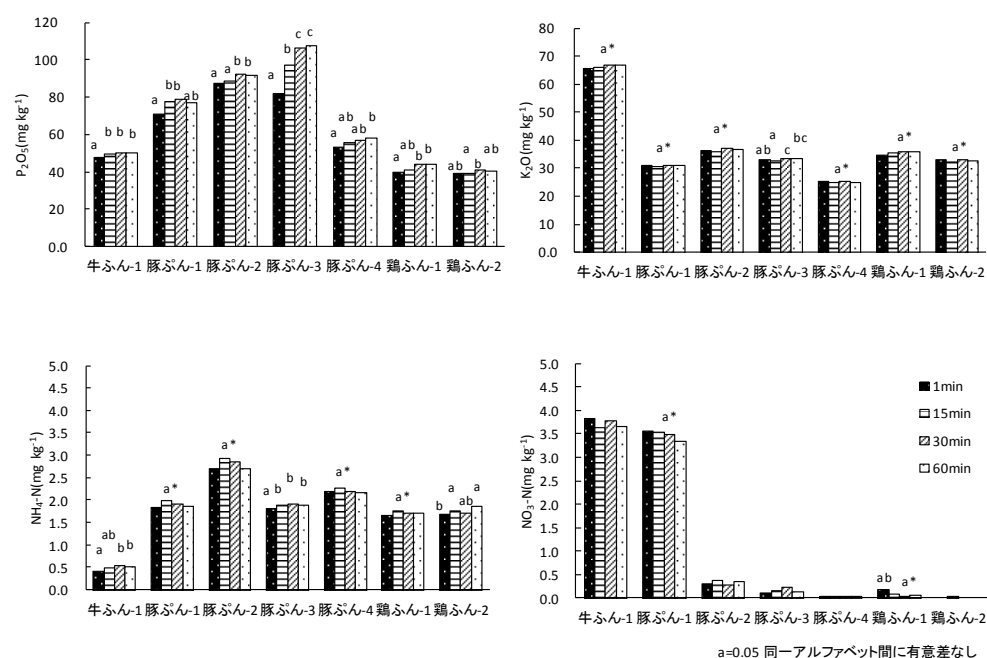 P₂O₅(mg kg⁻¹)
120
100
80
60
40
20
0.0
a b b b
a b b ab
a a b b
a b c c
a ab ab b
a ab b b
ab a b ab
牛ふん-1 豚ぷん-1 豚ぷん-2 豚ぷん-3 豚ぷん-4 鶏ふん-1 鶏ふん-2
K₂O(mg kg⁻¹)
80
70
60
50
40
30
20
10
0.0
a *
a *
a *
ab a c bc
a *
a *
a *
牛ふん-1 豚ぷん-1 豚ぷん-2 豚ぷん-3 豚ぷん-4 鶏ふん-1 鶏ふん-2
NH₄-N(mg kg⁻¹)
5.0
4.5
4.0
3.5
3.0
2.5
2.0
1.5
1.0
0.5
0.0
a ab b b
a *
a *
a b b b
a *
a *
b a ab a
牛ふん-1 豚ぷん-1 豚ぷん-2 豚ぷん-3 豚ぷん-4 鶏ふん-1 鶏ふん-2
NO₃-N(mg kg⁻¹)
5.0
4.5
4.0
3.5
3.0
2.5
2.0
1.5
1.0
0.5
0.0
a *
a b
a *
牛ふん-1 豚ぷん-1 豚ぷん-2 豚ぷん-3 豚ぷん-4 鶏ふん-1 鶏ふん-2
1min
15min
30min
60min
a=0.05 同一アルファベット間に有意差なし